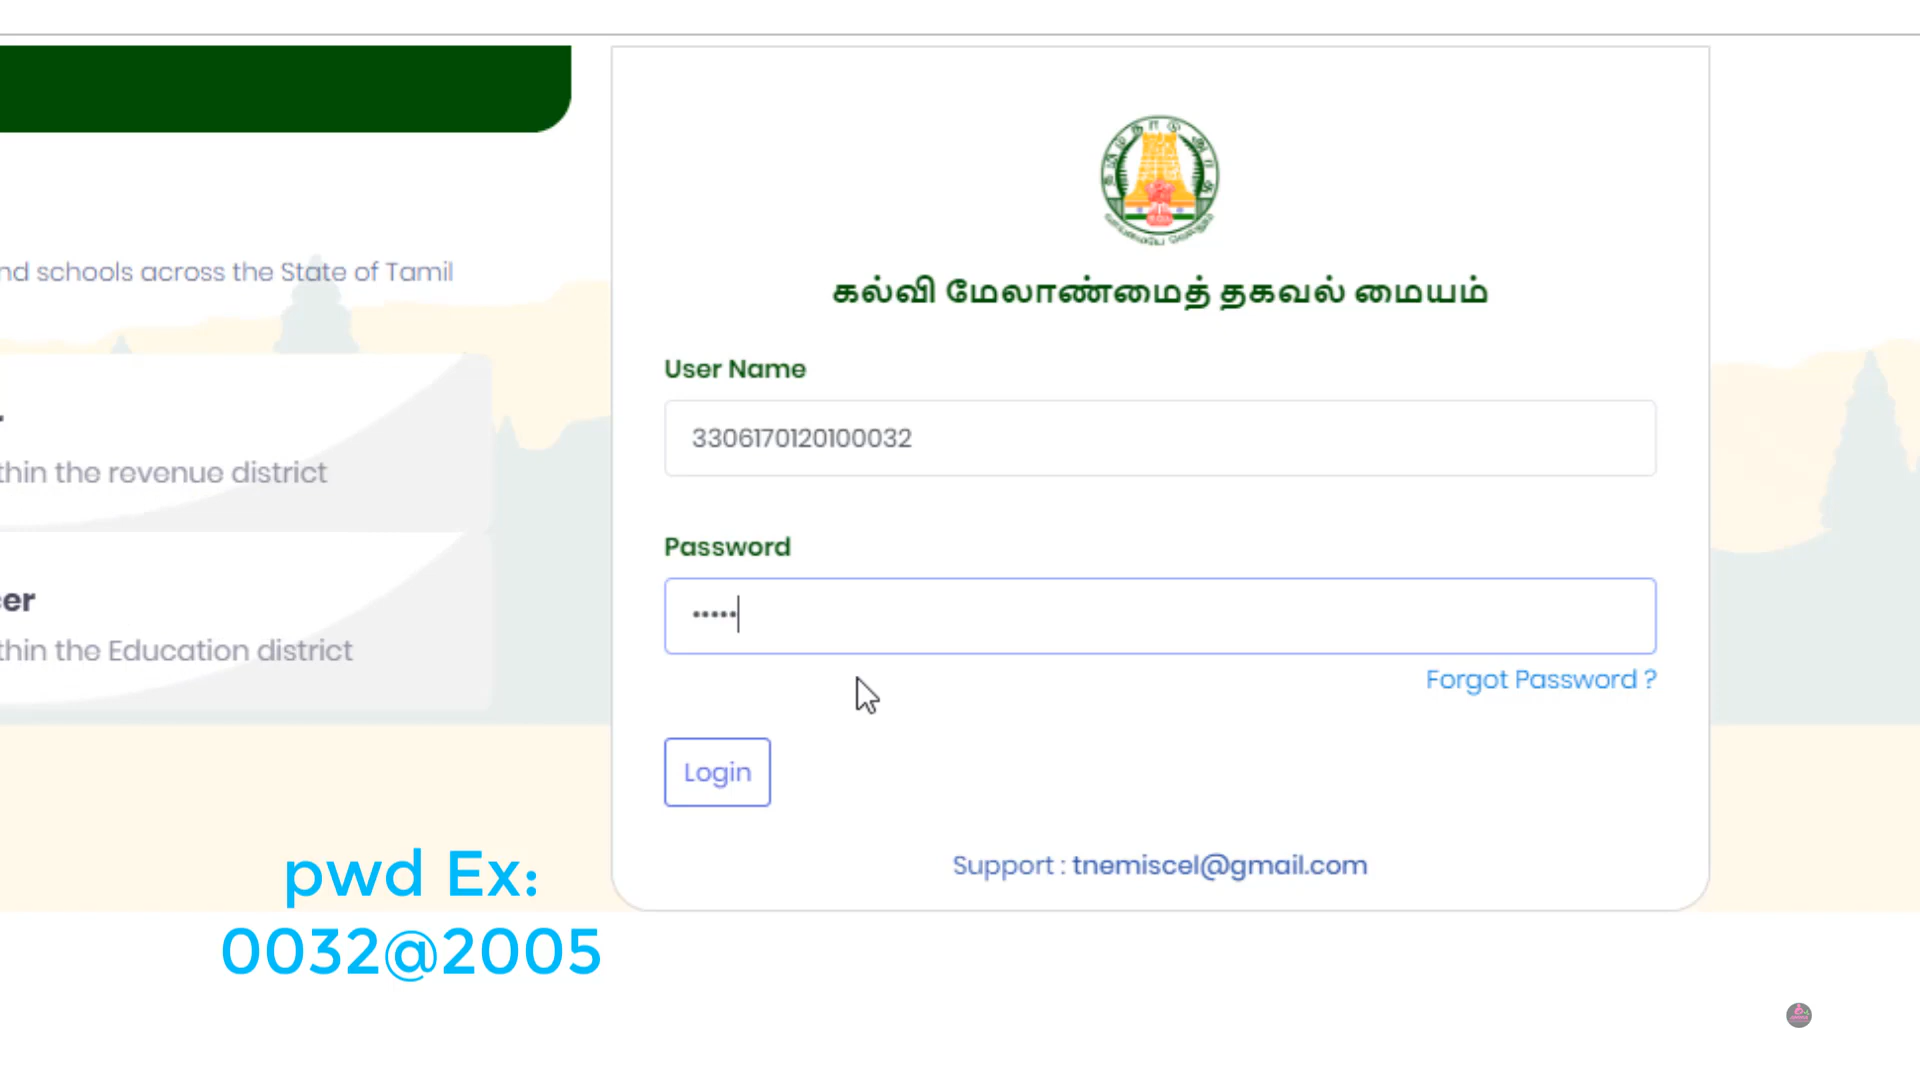 nd schools across the State of Tamil
thin the revenue district
er
thin the Education district
கல்வி மேலாண்மைத் தகவல் மையம்
User Name
3306170120100032
Password
•••••
Forgot Password ?
Login
Support : tnemiscel@gmail.com
pwd Ex:
0032@2005